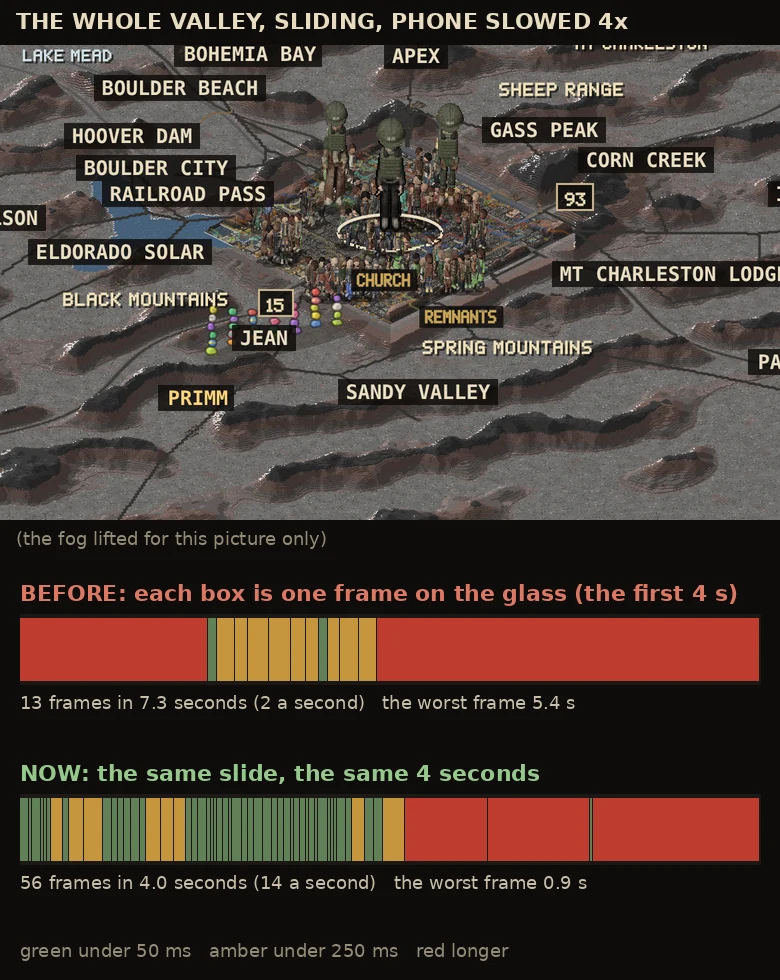 THE WHOLE VALLEY, SLIDING, PHONE SLOWED 4x
LAKE MEAD
BOHEMIA BAY
APEX
MT CHARLESTON
BOULDER BEACH
SHEEP RANGE
HOOVER DAM
GASS PEAK
BOULDER CITY
CORN CREEK
RAILROAD PASS
93
LSON
ELDORADO SOLAR
MT CHARLESTON LODG
CHURCH
BLACK MOUNTAINS
15
REMNANTS
JEAN
SPRING MOUNTAINS
PA
PRIMM
SANDY VALLEY
(the fog lifted for this picture only)
BEFORE: each box is one frame on the glass (the first 4 s)
13 frames in 7.3 seconds (2 a second) the worst frame 5.4 s
NOW: the same slide, the same 4 seconds
56 frames in 4.0 seconds (14 a second) the worst frame 0.9 s
green under 50 ms amber under 250 ms red longer